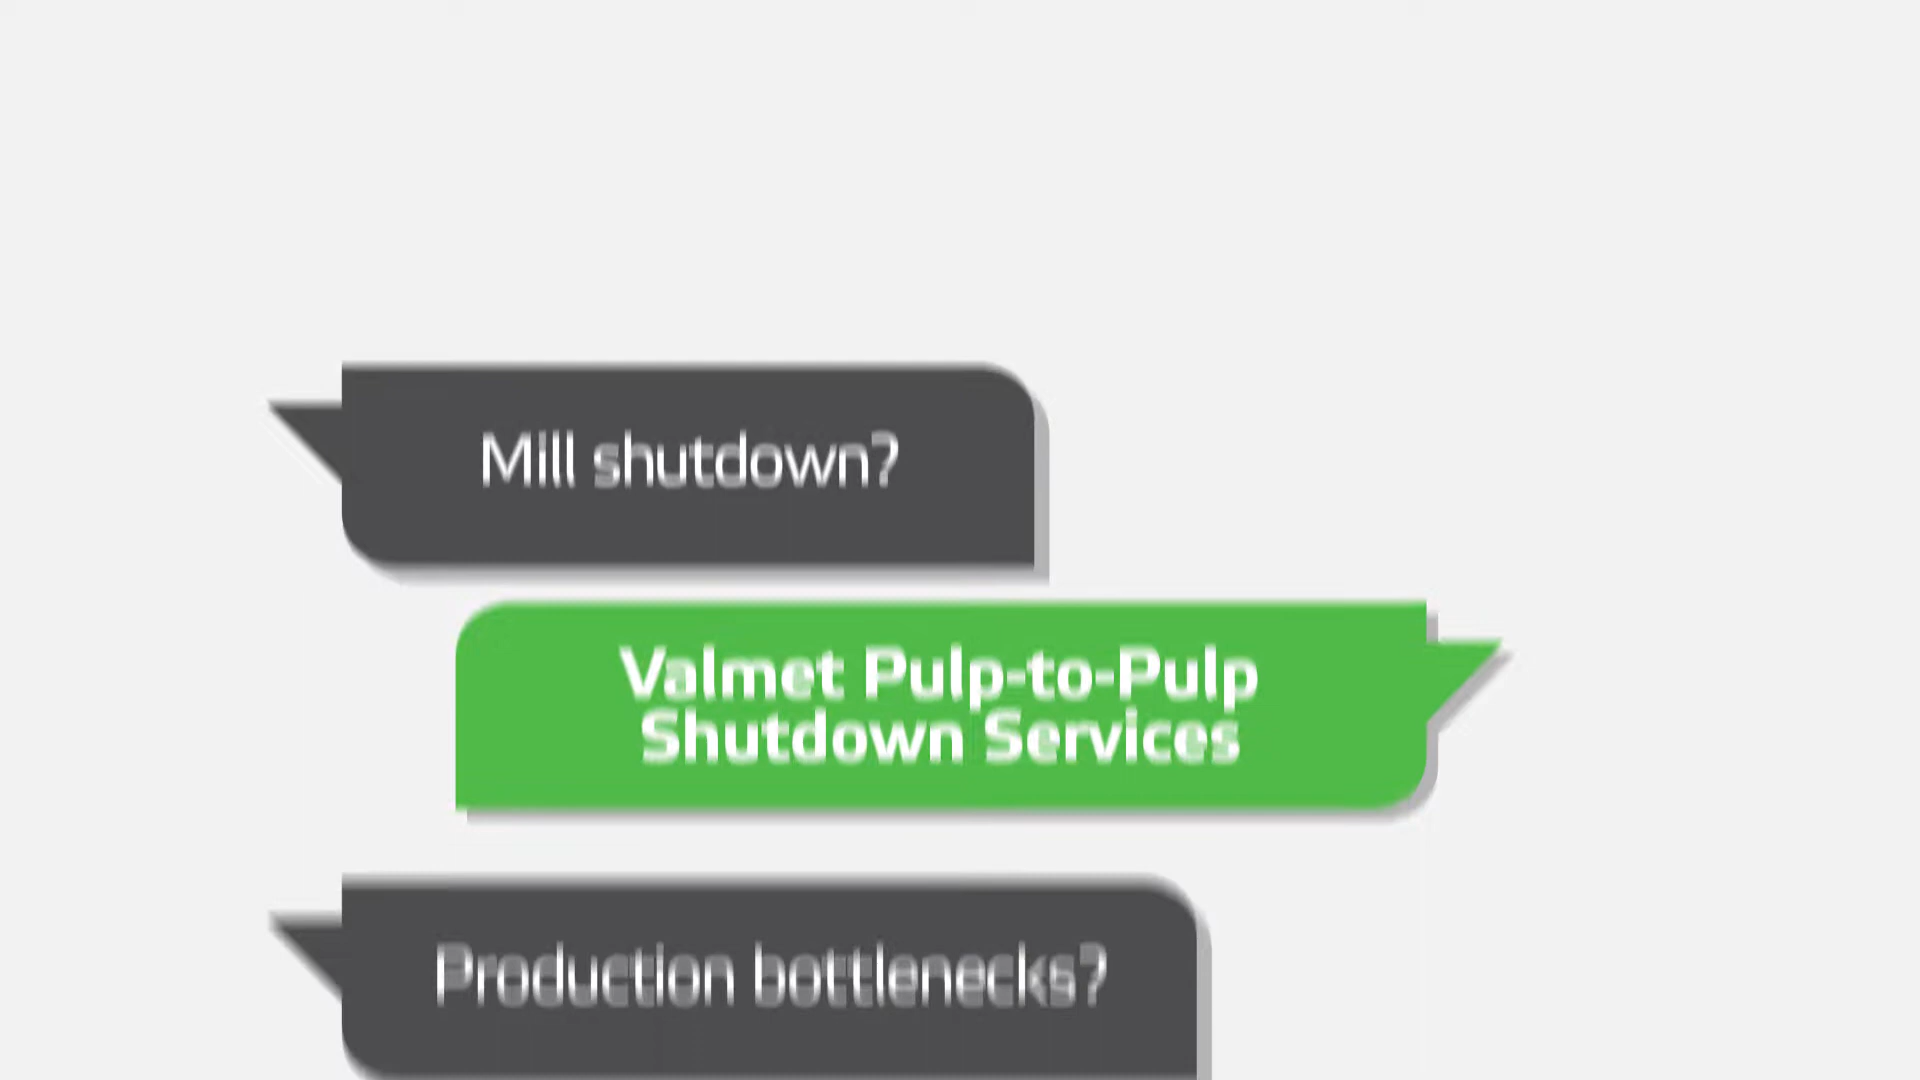 Mill shutdown?
Valmet Pulp-to-Pulp
Shutdown Services
Production bottlenecks?